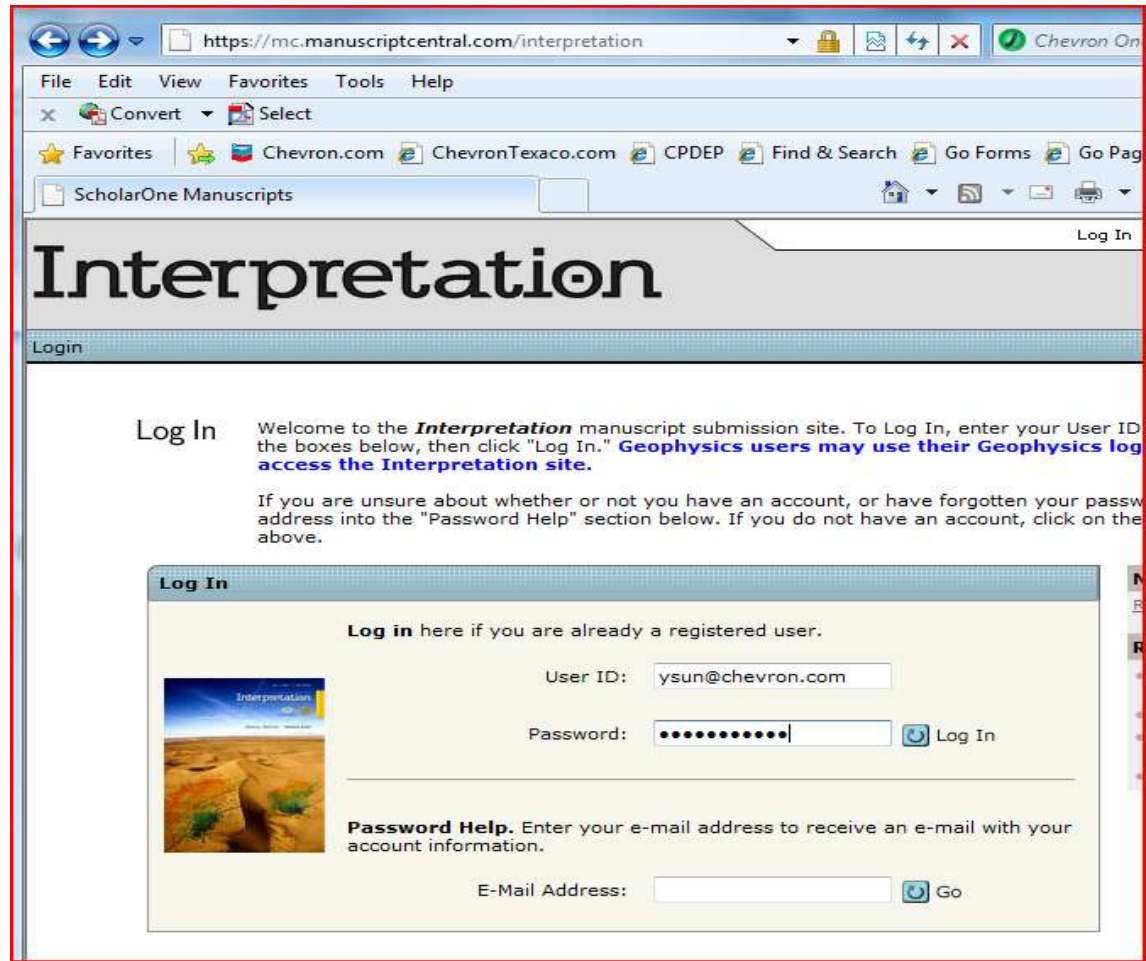 https://mc.manuscriptcentral.com/interpretation Chevron On
File Edit View Favorites Tools Help
x Convert Select
Favorites Chevron.com ChevronTexaco.com CPDEP Find & Search Go Forms Go Pag
ScholarOne Manuscripts
Log In
Interpretation
Login
Log In
Welcome to the Interpretation manuscript submission site. To Log In, enter your User ID
the boxes below, then click "Log In." Geophysics users may use their Geophysics log
access the Interpretation site.
If you are unsure about whether or not you have an account, or have forgotten your passw
address into the "Password Help" section below. If you do not have an account, click on the
above.
Log In
Log in here if you are already a registered user.
User ID: ysun@chevron.com
Interpretation
Password: ●●●●●●●●●●● Log In
Password Help. Enter your e-mail address to receive an e-mail with your
account information.
E-Mail Address: Go
N
R
R